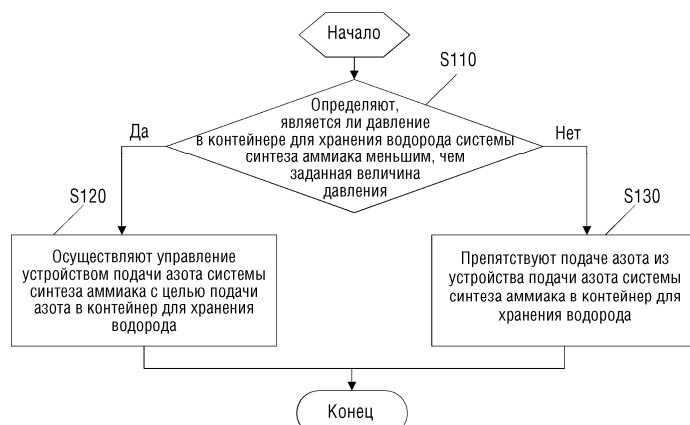 Начало
S110
Определяют,
является ли давление
в контейнере для хранения водорода системы
синтеза аммиака меньшим, чем
заданная величина
давления
Да
Нет
S120
S130
Осуществляют управление
устройством подачи азота системы
синтеза аммиака с целью подачи
азота в контейнер для хранения
водорода
Препятствуют подаче азота из
устройства подачи азота системы
синтеза аммиака в контейнер для
хранения водорода
Конец